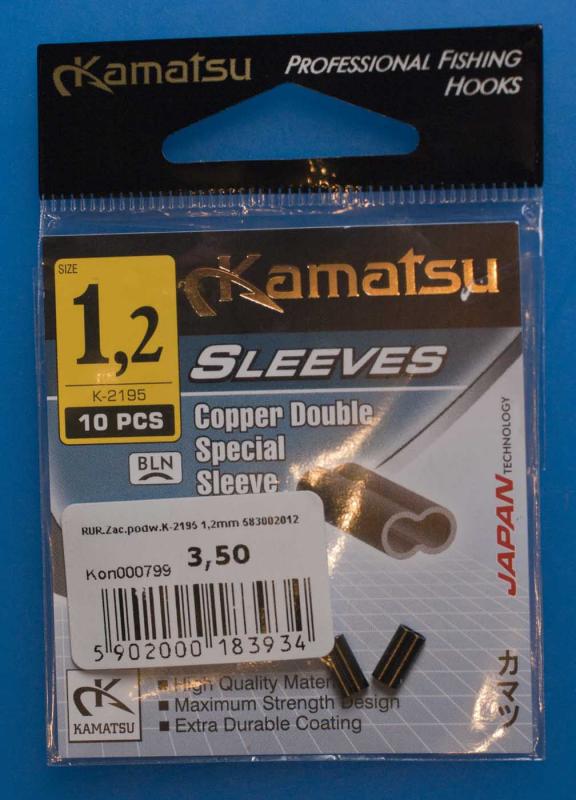 Kamatsu
PROFESSIONAL FISHING
HOOKS
Kamatsu
SIZE
1,2
K-2195
10 PCS
SLEEVES
Copper Double
Special
Sleeve
BLN
JAPAN TECHNOLOGY
RUR.Zac.podw.K-2195 1,2mm 583002012
Kon000799 3,50
5 902000 183934
KAMATSU
High Quality Mater
Maximum Strength Design
Extra Durable Coating
カマツ